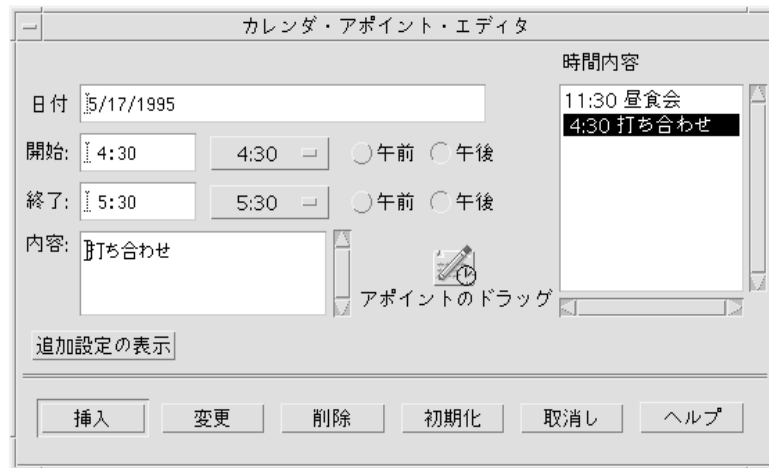 カレンダ・アポイント・エディタ
時間内容
日付 5/17/1995
11:30 昼食会
4:30 打ち合わせ
開始: 4:30 4:30 午前 午後
終了: 5:30 5:30 午前 午後
内容: 打ち合わせ
アポイントのドラッグ
追加設定の表示
挿入 変更 削除 初期化 取消し ヘルプ